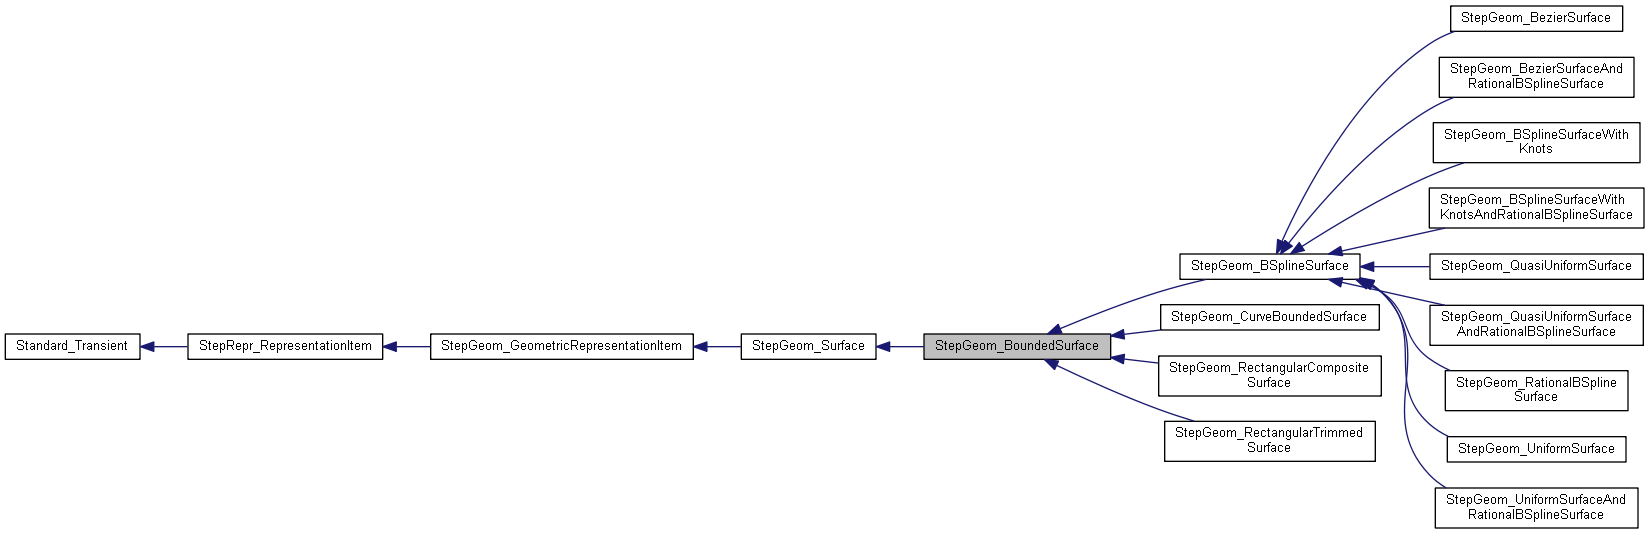 StepGeom_BezierSurface
StepGeom_BezierSurfaceAnd
RationalBSplineSurface
StepGeom_BSplineSurfaceWith
Knots
StepGeom_BSplineSurfaceWith
KnotsAndRationalBSplineSurface
StepGeom_BSplineSurface
StepGeom_QuasiUniformSurface
StepGeom_CurveBoundedSurface
StepGeom_QuasiUniformSurface
AndRationalBSplineSurface
Standard_Transient
StepRepr_RepresentationItem
StepGeom_GeometricRepresentationItem
StepGeom_Surface
StepGeom_BoundedSurface
StepGeom_RectangularComposite
Surface
StepGeom_RationalBSpline
Surface
StepGeom_RectangularTrimmed
Surface
StepGeom_UniformSurface
StepGeom_UniformSurfaceAnd
RationalBSplineSurface